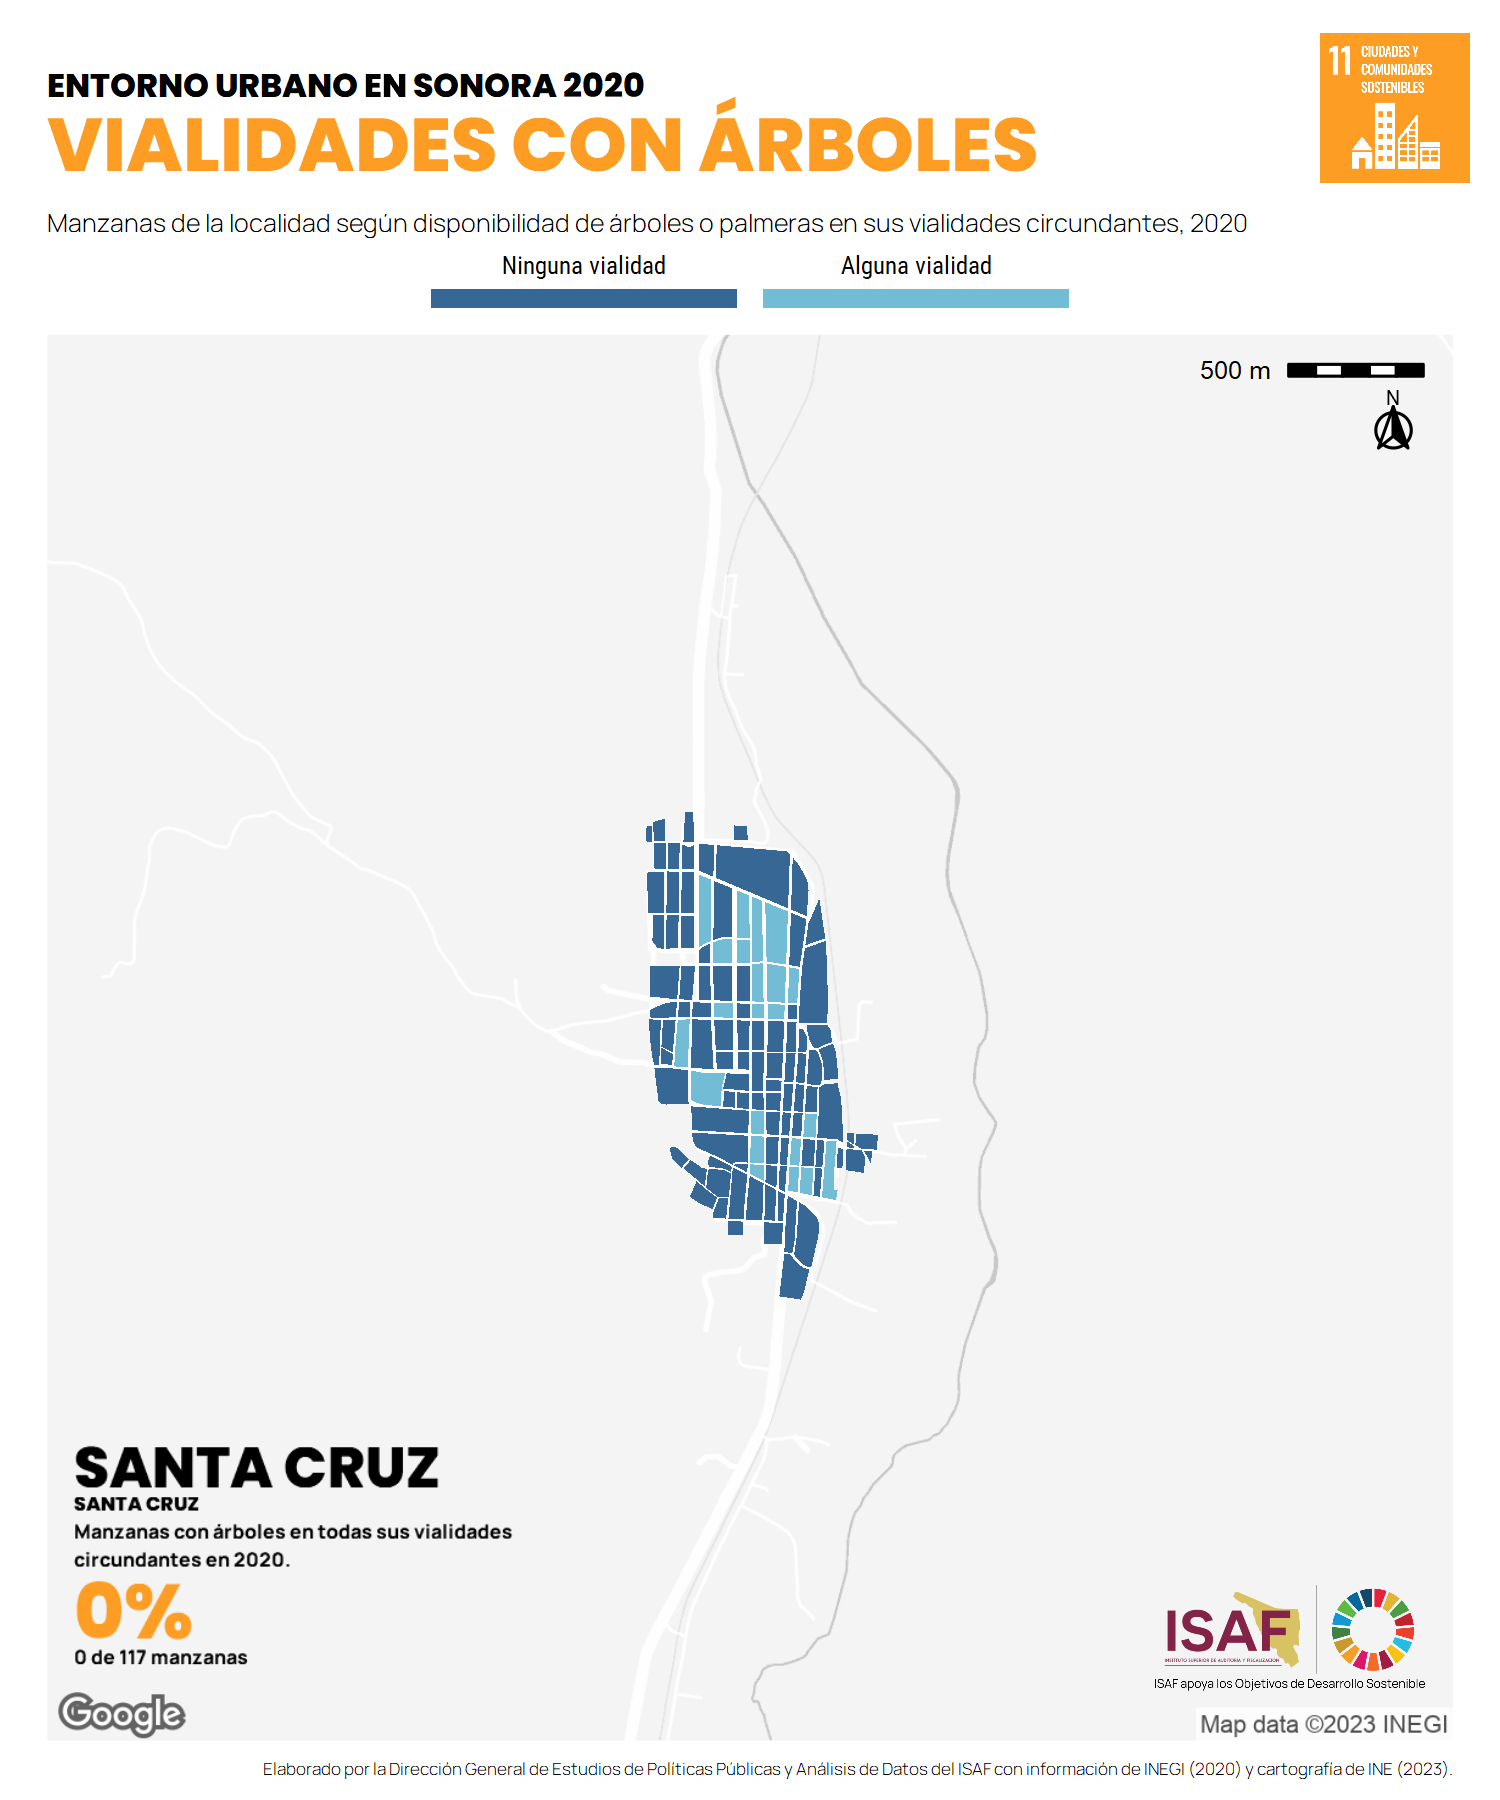 ENTORNO URBANO EN SONORA 2020
VIALIDADES CON ÁRBOLES
11 CIUDADES Y
COMUNIDADES
SOSTENIBLES
Manzanas de la localidad según disponibilidad de árboles o palmeras en sus vialidades circundantes, 2020
Ninguna vialidad
Alguna vialidad
500 m
N
SANTA CRUZ
SANTA CRUZ
Manzanas con árboles en todas sus vialidades
circundantes en 2020.
0%
0 de 117 manzanas
Google
ISAF
INSTITUTO SUPERIOR DE AUDITORÍA Y FISCALIZACIÓN
ISAF apoya los Objetivos de Desarrollo Sostenible
Map data ©2023 INEGI
Elaborado por la Dirección General de Estudios de Políticas Públicas y Análisis de Datos del ISAF con información de INEGI (2020) y cartografía de INE (2023).